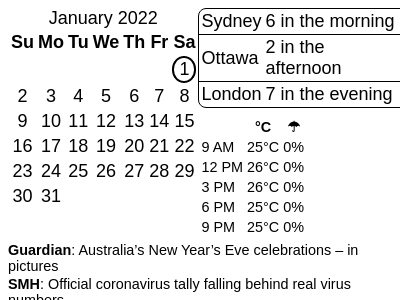 January 2022
Su Mo Tu We Th Fr Sa
1
2 3 4 5 6 7 8
9 10 11 12 13 14 15
16 17 18 19 20 21 22
23 24 25 26 27 28 29
30 31
Sydney 6 in the morning
Ottawa 2 in the
afternoon
London 7 in the evening
°C ☂
9 AM 25°C 0%
12 PM 26°C 0%
3 PM 26°C 0%
6 PM 25°C 0%
9 PM 25°C 0%
Guardian: Australia’s New Year’s Eve celebrations – in
pictures
SMH: Official coronavirus tally falling behind real virus
numbers